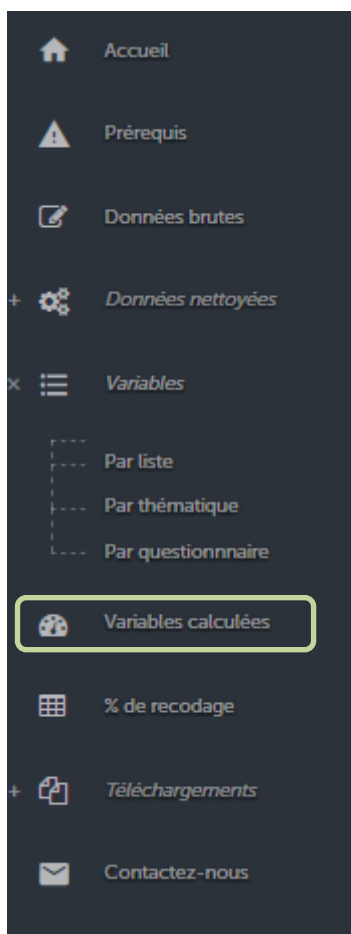 Accueil
Prérequis
Données brutes
+ Données nettoyées
× Variables
Par liste
Par thématique
Par questionnnaire
Variables calculées
% de recodage
+ Téléchargements
Contactez-nous